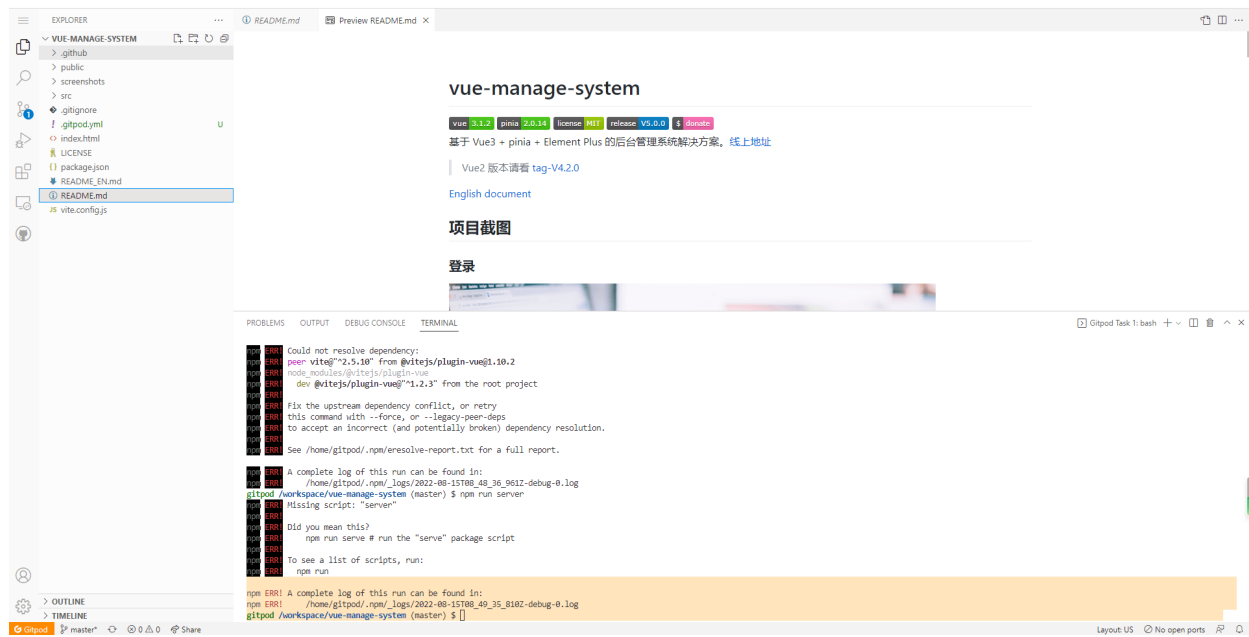 EXPLORER
README.md
Preview README.md
VUE-MANAGE-SYSTEM
.github
public
screenshots
src
.gitignore
.gitpod.yml U
index.html
LICENSE
package.json
README_EN.md
README.md
JS vite.config.js
1
OUTLINE
TIMELINE
vue-manage-system
vue 3.1.2 pinia 2.0.14 license MIT release V5.0.0 $ donate
基于 Vue3 + pinia + Element Plus 的后台管理系统解决方案。线上地址
Vue2 版本请看 tag-V4.2.0
English document
项目截图
登录
PROBLEMS OUTPUT DEBUG CONSOLE TERMINAL
Gitpod Task 1: bash
npm ERR! Could not resolve dependency:
npm ERR! peer vite@"^2.5.10" from @vitejs/plugin-vue@1.10.2
npm ERR! node_modules/@vitejs/plugin-vue
npm ERR!   dev @vitejs/plugin-vue@"^1.2.3" from the root project
npm ERR!
npm ERR! Fix the upstream dependency conflict, or retry
npm ERR! this command with --force, or --legacy-peer-deps
npm ERR! to accept an incorrect (and potentially broken) dependency resolution.
npm ERR!
npm ERR! See /home/gitpod/.npm/eresolve-report.txt for a full report.
npm ERR! A complete log of this run can be found in:
npm ERR!     /home/gitpod/.npm/_logs/2022-08-15T08_48_36_961Z-debug-0.log
gitpod /workspace/vue-manage-system (master) $ npm run server
npm ERR! Missing script: "server"
npm ERR!
npm ERR! Did you mean this?
npm ERR!     npm run serve # run the "serve" package script
npm ERR!
npm ERR! To see a list of scripts, run:
npm ERR!   npm run
npm ERR! A complete log of this run can be found in:
npm ERR!     /home/gitpod/.npm/_logs/2022-08-15T08_49_35_810Z-debug-0.log
gitpod /workspace/vue-manage-system (master) $
Gitpod master* 0 0 Share Layout: US No open ports